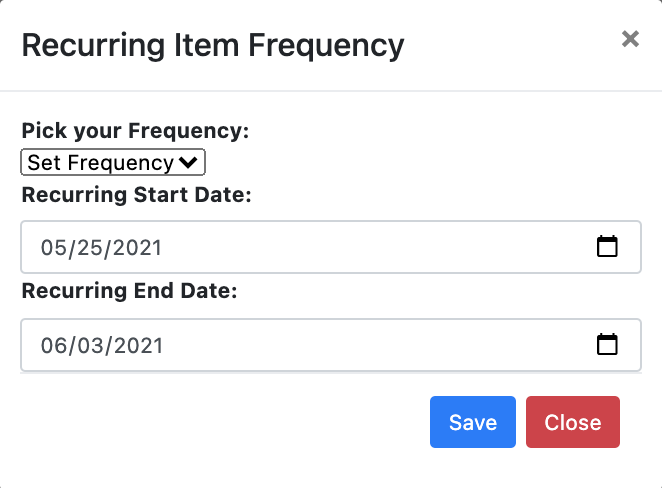 Recurring Item Frequency ×
Pick your Frequency:
Set Frequency
Recurring Start Date:
05/25/2021
Recurring End Date:
06/03/2021
Save Close